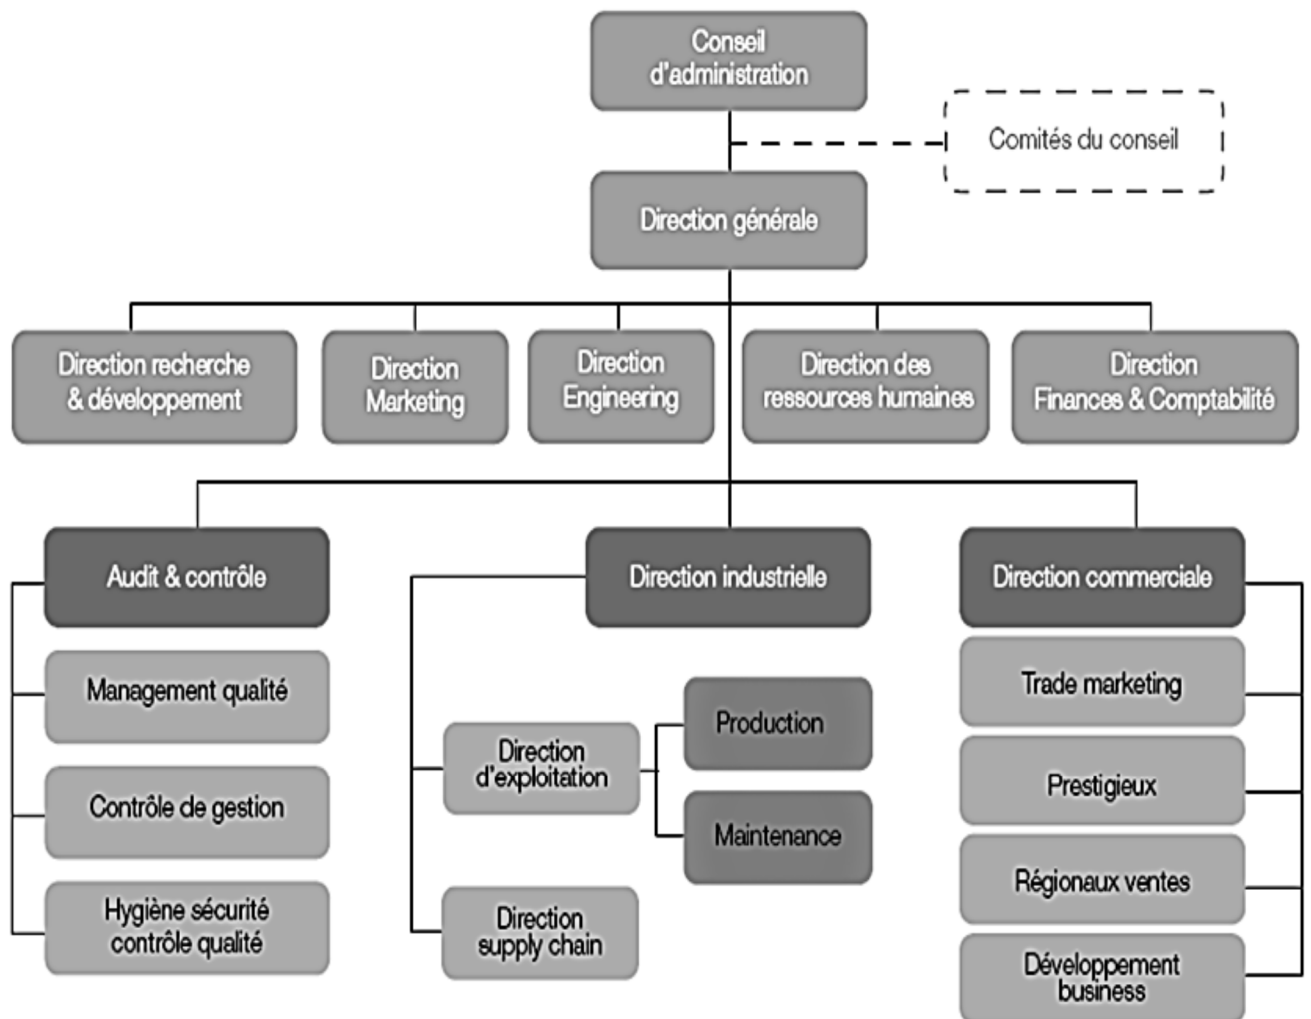 Conseil
d'administration
Comités du conseil
Direction générale
Direction recherche
& développement
Direction
Marketing
Direction
Engineering
Direction des
ressources humaines
Direction
Finances & Comptabilité
Audit & contrôle
Management qualité
Contrôle de gestion
Hygiène sécurité
contrôle qualité
Direction industrielle
Direction
d'exploitation
Production
Maintenance
Direction
supply chain
Direction commerciale
Trade marketing
Prestigieux
Régionaux ventes
Développement
business